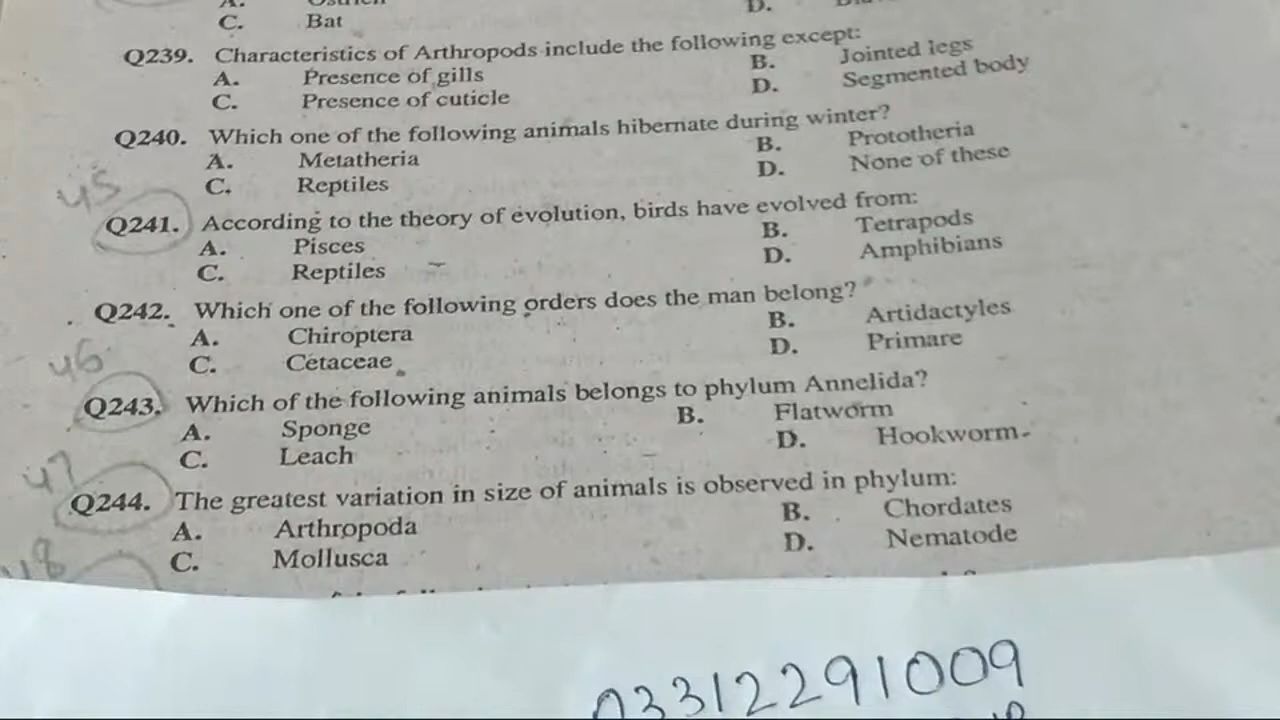 C. Bat D.
Q239. Characteristics of Arthropods include the following except:
A. Presence of gills B. Jointed legs
C. Presence of cuticle D. Segmented body
Q240. Which one of the following animals hibernate during winter?
A. Metatheria B. Prototheria
C. Reptiles D. None of these
45
Q241. According to the theory of evolution, birds have evolved from:
A. Pisces B. Tetrapods
C. Reptiles D. Amphibians
Q242. Which one of the following orders does the man belong?
A. Chiroptera B. Artidactyles
46
C. Cetaceae D. Primare
Q243. Which of the following animals belongs to phylum Annelida?
A. Sponge B. Flatworm
C. Leach D. Hookworm
47
Q244. The greatest variation in size of animals is observed in phylum:
A. Arthropoda B. Chordates
C. Mollusca D. Nematode
48
03312291009